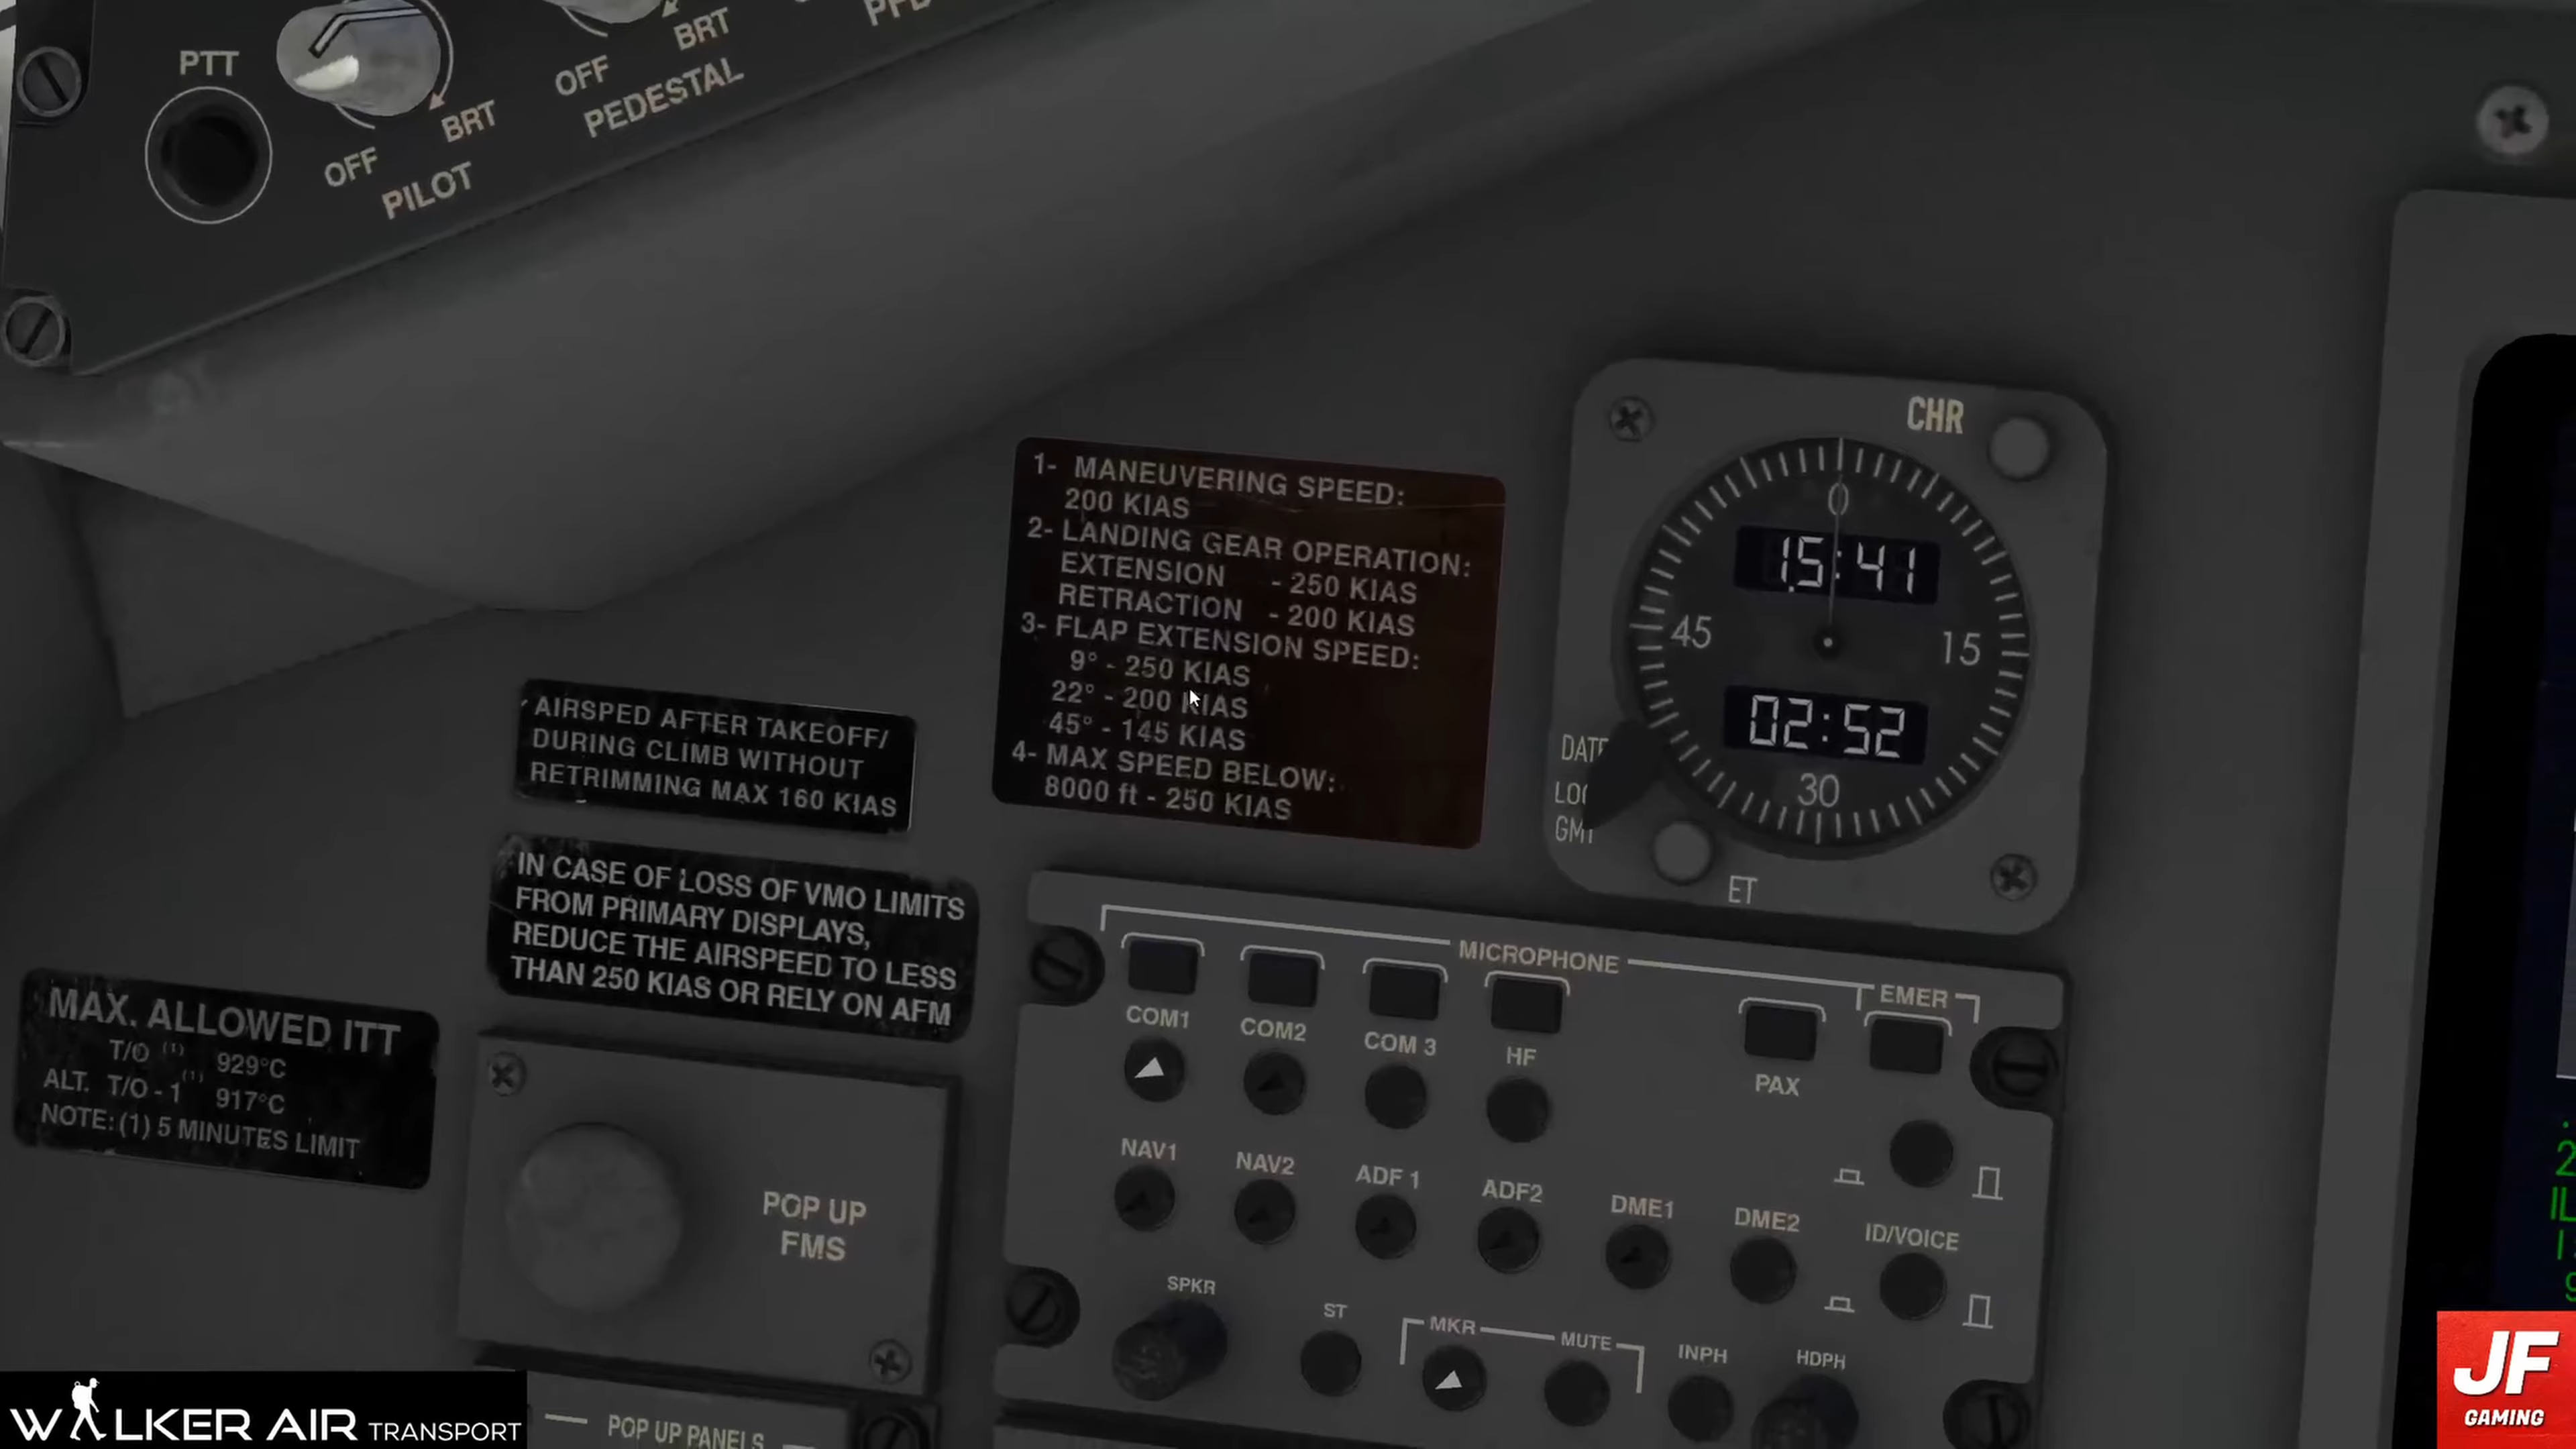 PTT
OFF
BRT
PILOT
OFF
BRT
PEDESTAL
1- MANEUVERING SPEED:
200 KIAS
2- LANDING GEAR OPERATION:
EXTENSION - 250 KIAS
RETRACTION - 200 KIAS
3- FLAP EXTENSION SPEED:
9° - 250 KIAS
22° - 200 KIAS
45° - 145 KIAS
4- MAX SPEED BELOW:
8000 ft - 250 KIAS
CHR
0
15:41
45
15
02:52
30
GMT
ET
AIRSPED AFTER TAKEOFF/
DURING CLIMB WITHOUT
RETRIMMING MAX 160 KIAS
IN CASE OF LOSS OF VMO LIMITS
FROM PRIMARY DISPLAYS,
REDUCE THE AIRSPEED TO LESS
THAN 250 KIAS OR RELY ON AFM
MAX. ALLOWED ITT
T/O (1) 929°C
ALT. T/O - 1 (1) 917°C
NOTE: (1) 5 MINUTES LIMIT
POP UP
FMS
POP UP PANELS
MICROPHONE
EMER
COM1 COM2 COM 3 HF PAX
NAV1 NAV2 ADF 1 ADF2 DME1 DME2 ID/VOICE
SPKR ST MKR MUTE INPH HDPH
WALKER AIR TRANSPORT
JF
GAMING